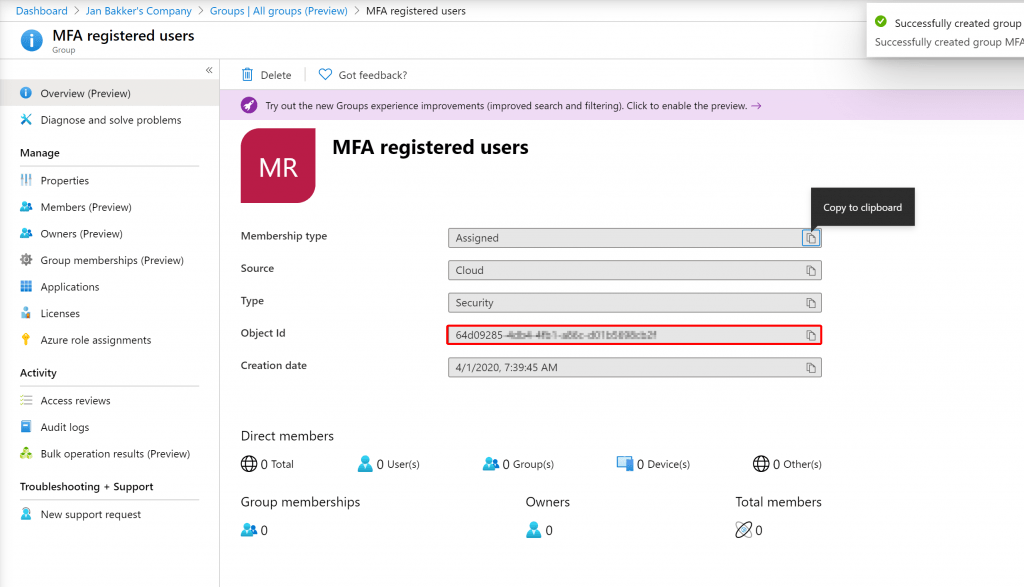 Dashboard > Jan Bakker's Company > Groups | All groups (Preview) > MFA registered users
Successfully created group
Successfully created group MFA
MFA registered users
Group
«
Delete
Got feedback?
Overview (Preview)
Diagnose and solve problems
Manage
Properties
Members (Preview)
Owners (Preview)
Group memberships (Preview)
Applications
Licenses
Azure role assignments
Activity
Access reviews
Audit logs
Bulk operation results (Preview)
Troubleshooting + Support
New support request
Try out the new Groups experience improvements (improved search and filtering). Click to enable the preview. →
MR
MFA registered users
Copy to clipboard
Membership type Assigned
Source Cloud
Type Security
Object Id 64d09285
Creation date 4/1/2020, 7:39:45 AM
Direct members
0 Total 0 User(s) 0 Group(s) 0 Device(s) 0 Other(s)
Group memberships Owners Total members
0 0 0